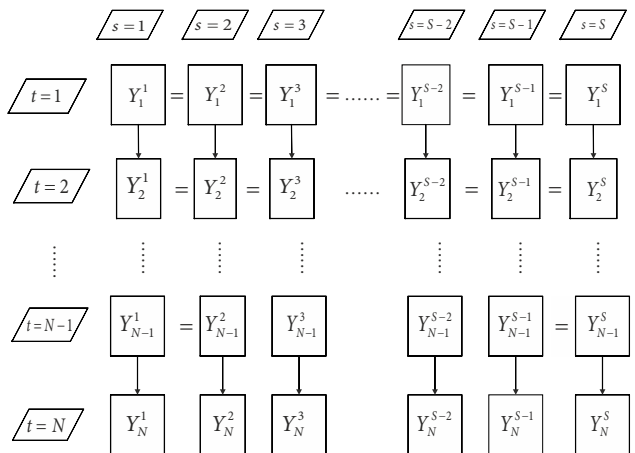 s=1 s=2 s=3 s=S-2 s=S-1 s=S
t=1 Y_1^1 = Y_1^2 = Y_1^3 = ...... = Y_1^{S-2} = Y_1^{S-1} = Y_1^S
t=2 Y_2^1 = Y_2^2 = Y_2^3 ...... Y_2^{S-2} = Y_2^{S-1} = Y_2^S
t=N-1 Y_{N-1}^1 = Y_{N-1}^2 Y_{N-1}^3 Y_{N-1}^{S-2} Y_{N-1}^{S-1} = Y_{N-1}^S
t=N Y_N^1 Y_N^2 Y_N^3 Y_N^{S-2} Y_N^{S-1} Y_N^S